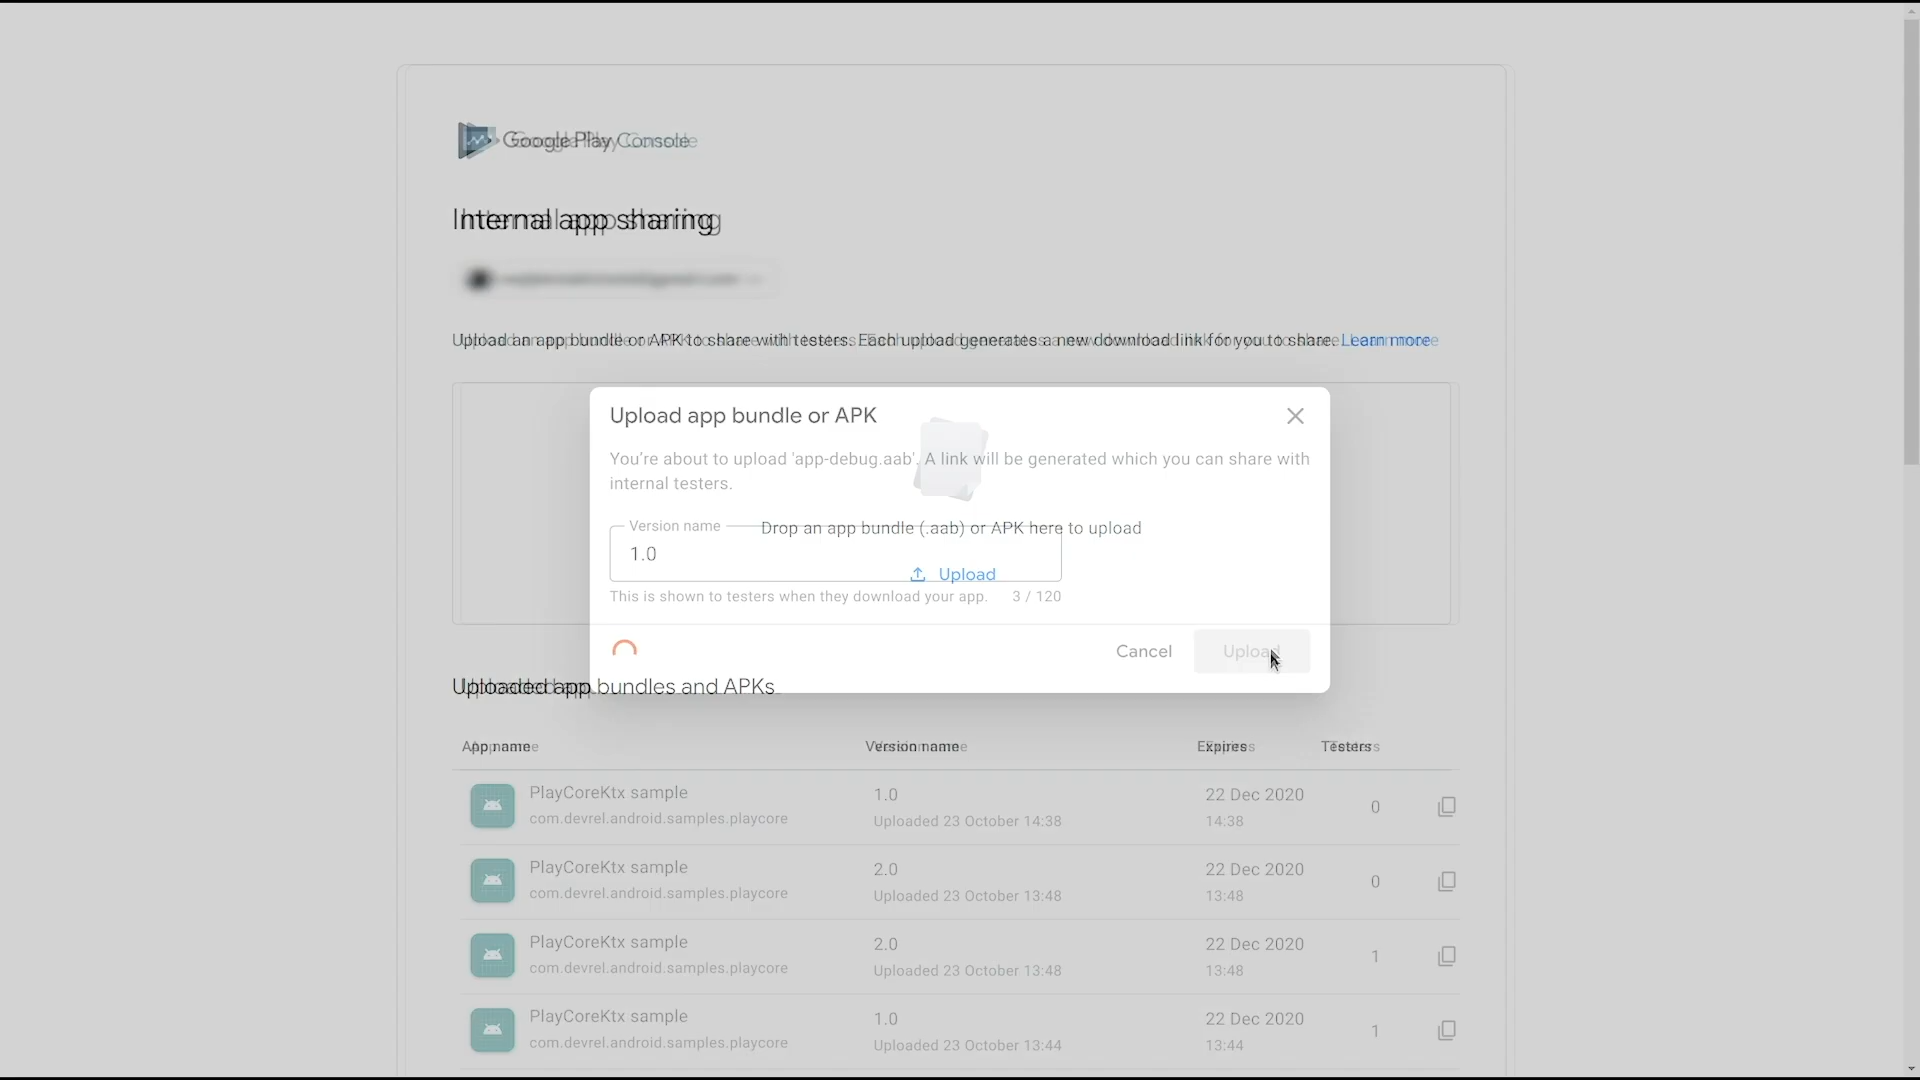 Google Play Console
Internal app sharing
Upload an app bundle or APK to share with testers. Each upload generates a new download link for you to share. Learn more
Upload app bundle or APK
You're about to upload 'app-debug.aab'. A link will be generated which you can share with
internal testers.
Version name
Drop an app bundle (.aab) or APK here to upload
1.0
Upload
This is shown to testers when they download your app. 3 / 120
Cancel Upload
Uploaded app bundles and APKs
App name Version name Expires Testers
PlayCoreKtx sample 1.0 22 Dec 2020 0
com.devrel.android.samples.playcore Uploaded 23 October 14:38 14:38
PlayCoreKtx sample 2.0 22 Dec 2020 0
com.devrel.android.samples.playcore Uploaded 23 October 13:48 13:48
PlayCoreKtx sample 2.0 22 Dec 2020 1
com.devrel.android.samples.playcore Uploaded 23 October 13:48 13:48
PlayCoreKtx sample 1.0 22 Dec 2020 1
com.devrel.android.samples.playcore Uploaded 23 October 13:44 13:44